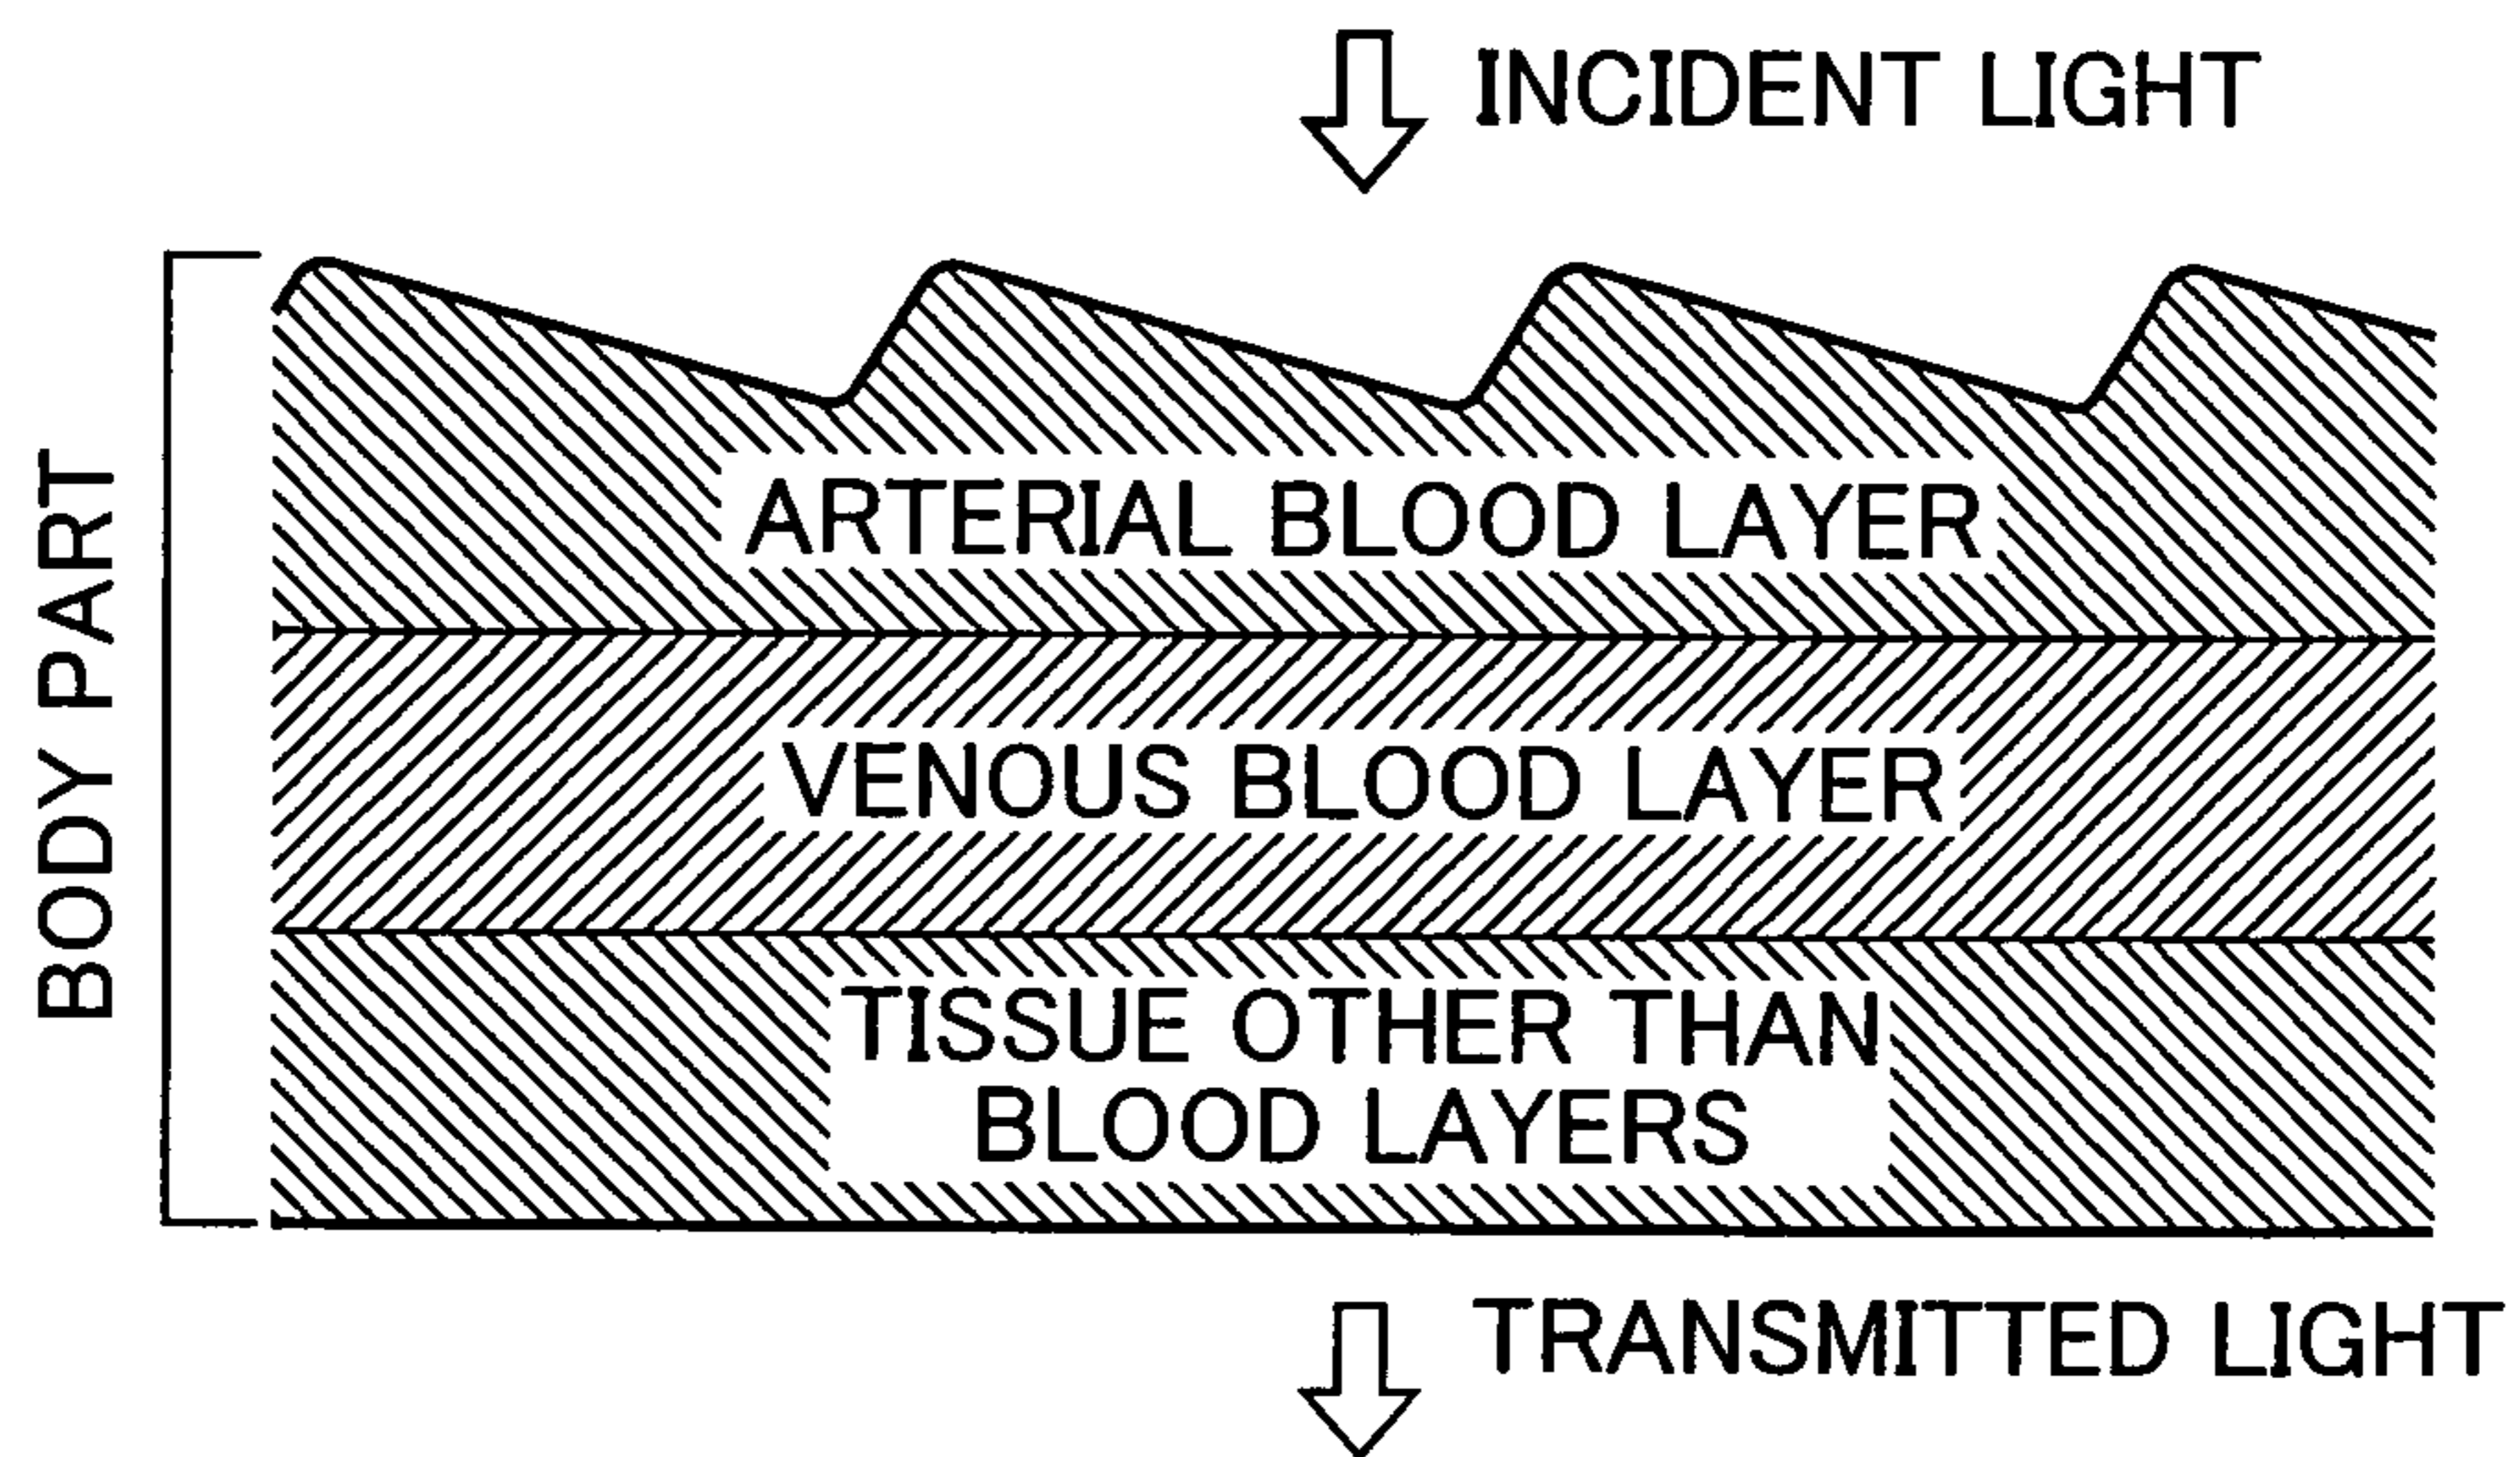 INCIDENT LIGHT
BODY PART
ARTERIAL BLOOD LAYER
VENOUS BLOOD LAYER
TISSUE OTHER THAN
BLOOD LAYERS
TRANSMITTED LIGHT